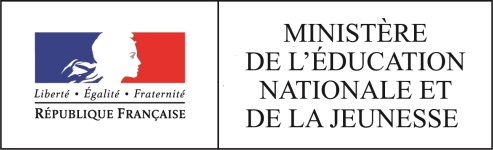 Liberté • Égalité • Fraternité
RÉPUBLIQUE FRANÇAISE
MINISTÈRE
DE L'ÉDUCATION
NATIONALE ET
DE LA JEUNESSE